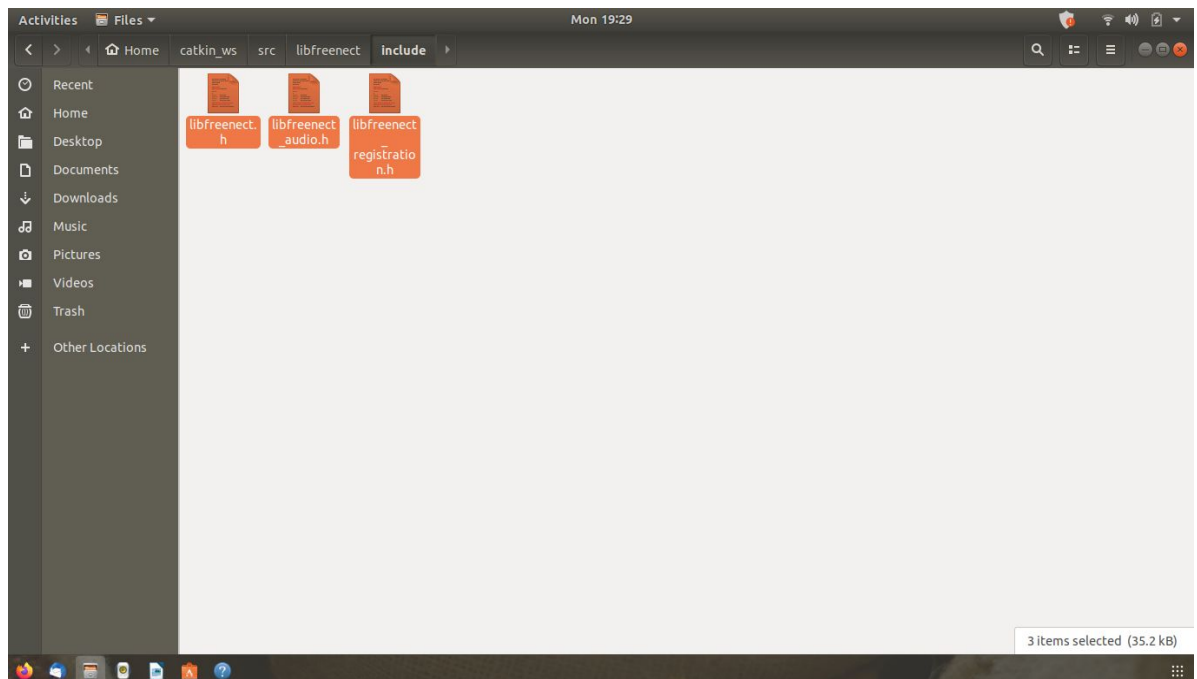 Activities Files Mon 19:29
Home catkin_ws src libfreenect include
Recent
Home
Desktop
Documents
Downloads
Music
Pictures
Videos
Trash
+ Other Locations
libfreenect.
h
libfreenect
_audio.h
libfreenect
_
registratio
n.h
3 items selected (35.2 kB)